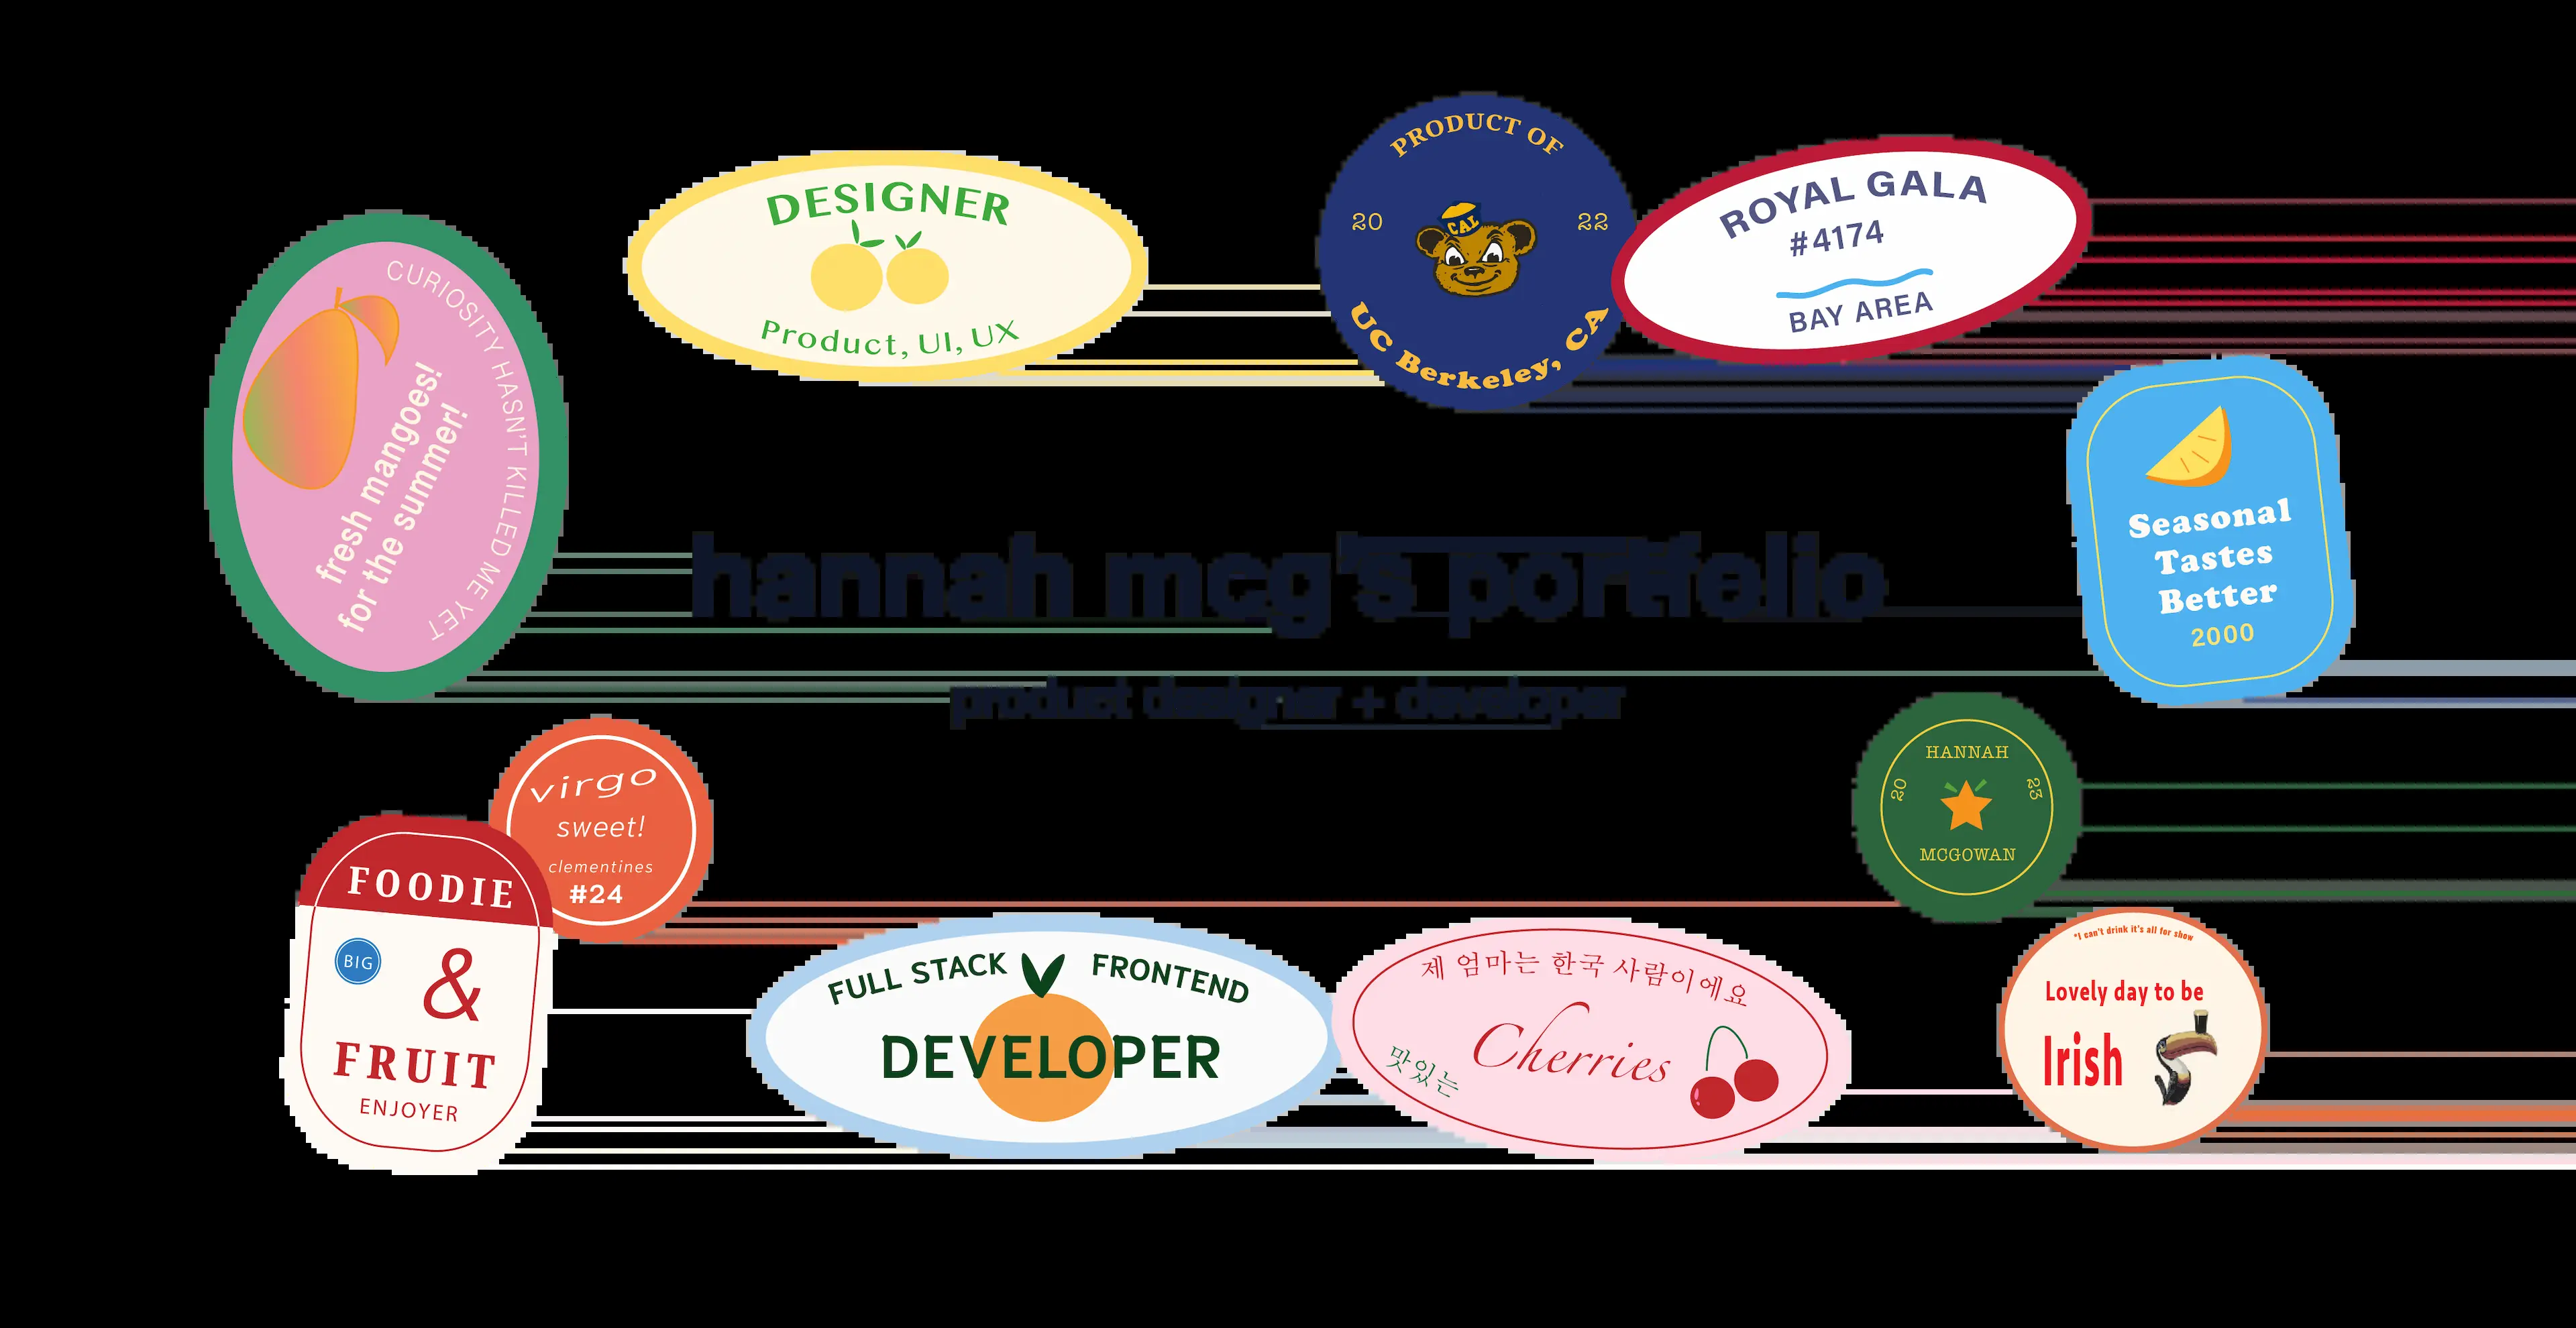 DESIGNER
Product, UI, UX
PRODUCT OF
20 22
CAL
UC Berkeley, CA
ROYAL GALA
#4174
BAY AREA
CURIOSITY HASN'T KILLED ME YET
fresh mangoes!
for the summer!
Seasonal
Tastes
Better
2000
hannah mcg's portfolio
product designer + developer
virgo
sweet!
clementines
#24
HANNAH
20 23
MCGOWAN
FOODIE
BIG
&
FRUIT
ENJOYER
FULL STACK FRONTEND
DEVELOPER
제 엄마는 한국 사람이에요
Cherries
맛있는
*I can't drink it's all for show
Lovely day to be
Irish